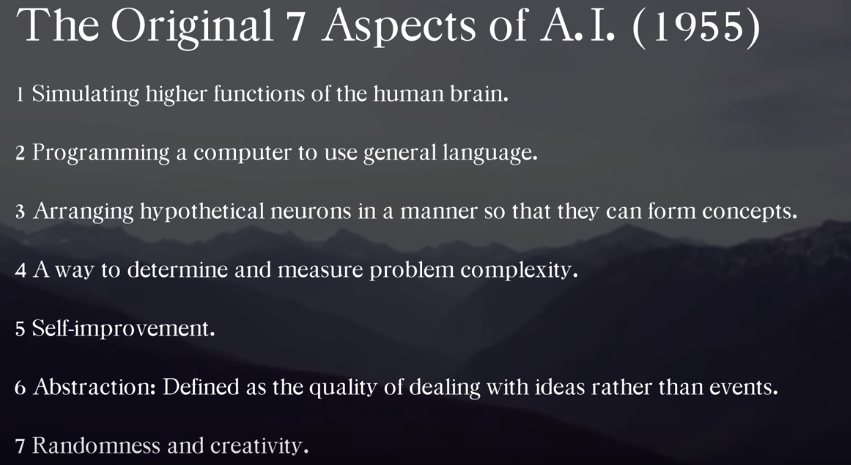 The Original 7 Aspects of A.I. (1955)
1 Simulating higher functions of the human brain.
2 Programming a computer to use general language.
3 Arranging hypothetical neurons in a manner so that they can form concepts.
4 A way to determine and measure problem complexity.
5 Self-improvement.
6 Abstraction: Defined as the quality of dealing with ideas rather than events.
7 Randomness and creativity.